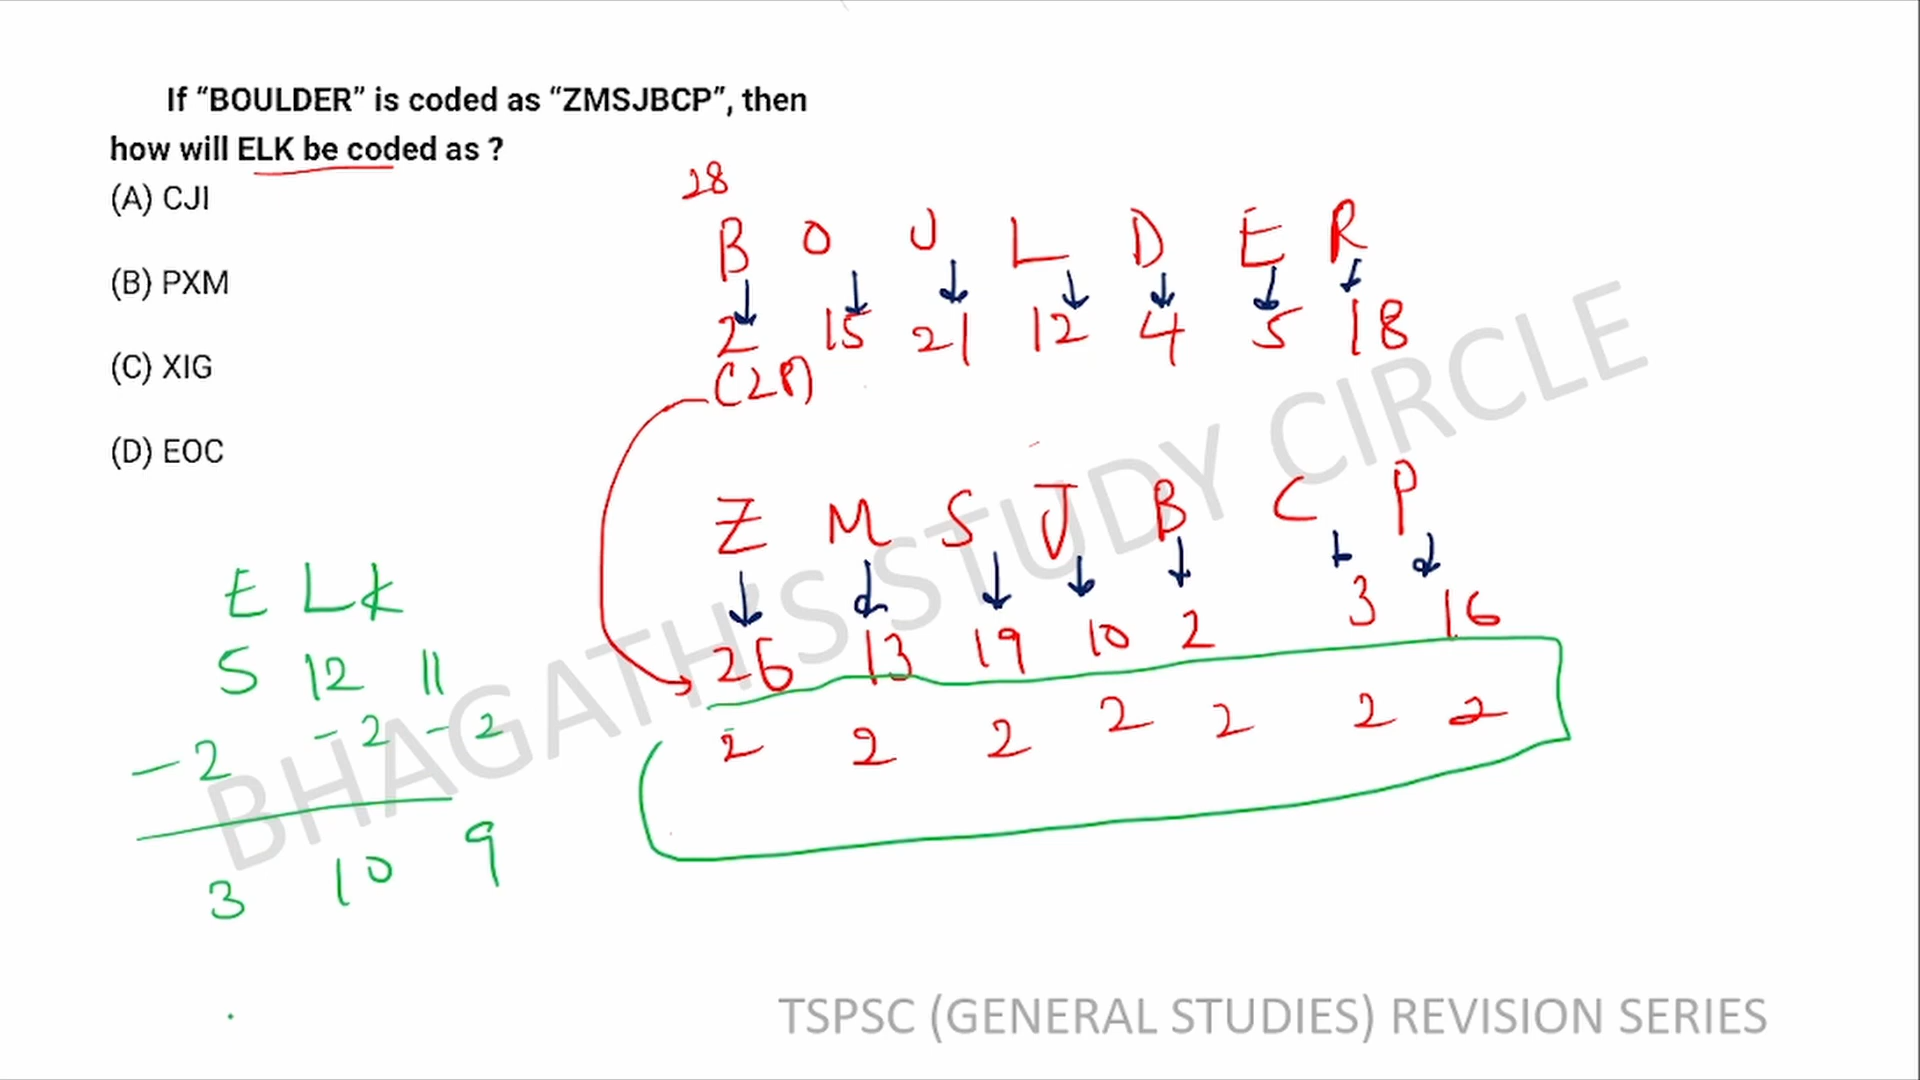 If “BOULDER” is coded as “ZMSJBCP”, then
how will ELK be coded as ?
(A) CJI
(B) PXM
(C) XIG
(D) EOC
28
B O U L D E R
2 15 21 12 4 5 18
(28)
Z M S J B C P
26 13 19 10 2 3 16
2 2 2 2 2 2 2
E L K
5 12 11
-2 -2 -2
3 10 9
BHAGATH'S STUDY CIRCLE
TSPSC (GENERAL STUDIES) REVISION SERIES